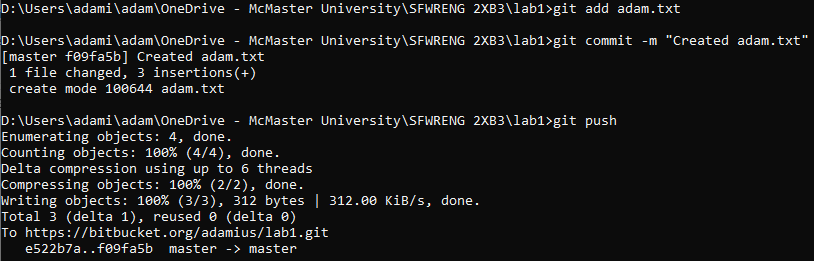 D:\Users\adami\adam\OneDrive - McMaster University\SFWRENG 2XB3\lab1>git add adam.txt
D:\Users\adami\adam\OneDrive - McMaster University\SFWRENG 2XB3\lab1>git commit -m "Created adam.txt"
[master f09fa5b] Created adam.txt
 1 file changed, 3 insertions(+)
 create mode 100644 adam.txt
D:\Users\adami\adam\OneDrive - McMaster University\SFWRENG 2XB3\lab1>git push
Enumerating objects: 4, done.
Counting objects: 100% (4/4), done.
Delta compression using up to 6 threads
Compressing objects: 100% (2/2), done.
Writing objects: 100% (3/3), 312 bytes | 312.00 KiB/s, done.
Total 3 (delta 1), reused 0 (delta 0)
To https://bitbucket.org/adamius/lab1.git
   e522b7a..f09fa5b  master -> master